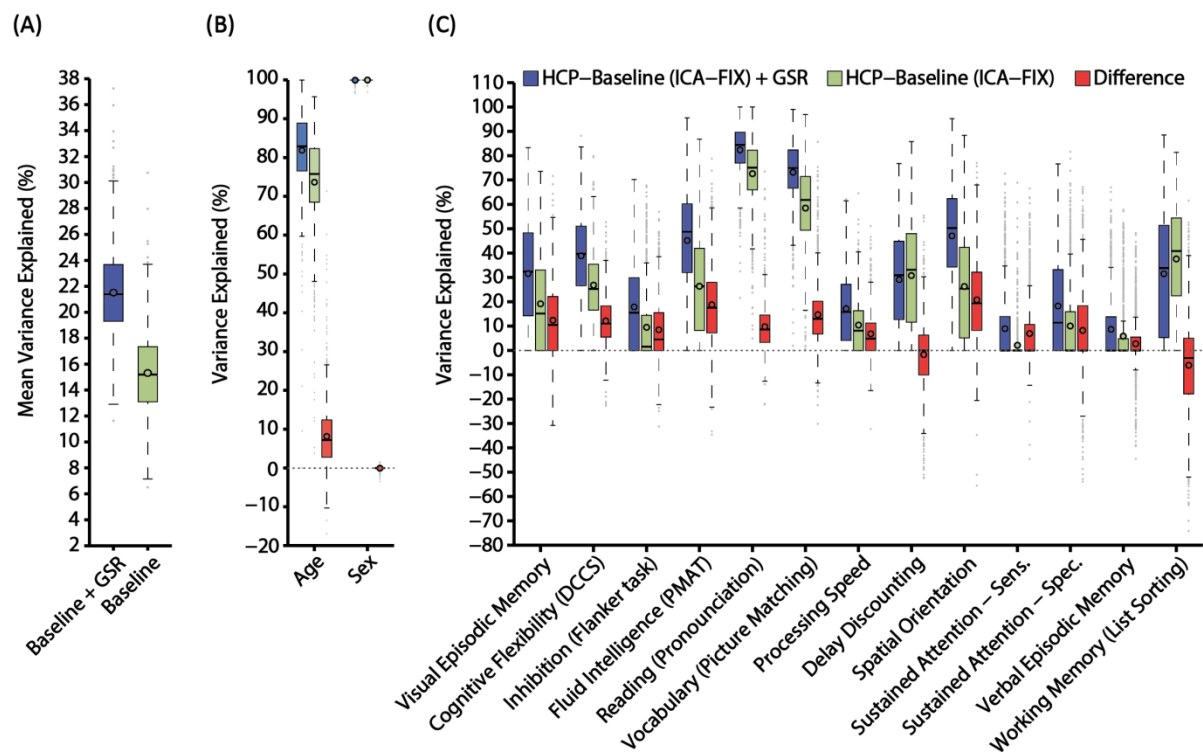 (A)
Mean Variance Explained (%)
38
36
34
32
30
28
26
24
22
20
18
16
14
12
10
8
6
4
2
Baseline + GSR
Baseline
(B)
Variance Explained (%)
100
90
80
70
60
50
40
30
20
10
0
−10
−20
Age
Sex
(C)
HCP−Baseline (ICA−FIX) + GSR
HCP−Baseline (ICA−FIX)
Difference
Variance Explained (%)
110
100
90
80
70
60
50
40
30
20
10
0
−10
−20
−30
−40
−50
−60
−70
−80
Visual Episodic Memory
Cognitive Flexibility (DCCS)
Inhibition (Flanker task)
Fluid Intelligence (PMAT)
Reading (Pronounciation)
Vocabulary (Picture Matching)
Processing Speed
Delay Discounting
Spatial Orientation
Sustained Attention − Sens.
Sustained Attention − Spec.
Verbal Episodic Memory
Working Memory (List Sorting)